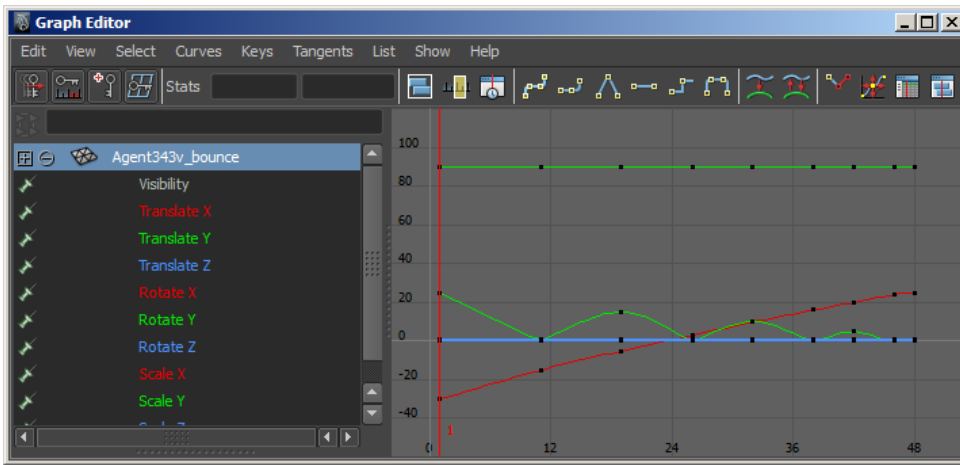 Graph Editor
Edit View Select Curves Keys Tangents List Show Help
Stats
Agent343v_bounce
Visibility
Translate X
Translate Y
Translate Z
Rotate X
Rotate Y
Rotate Z
Scale X
Scale Y
100
80
60
40
20
0
-20
-40
1
0 12 24 36 48